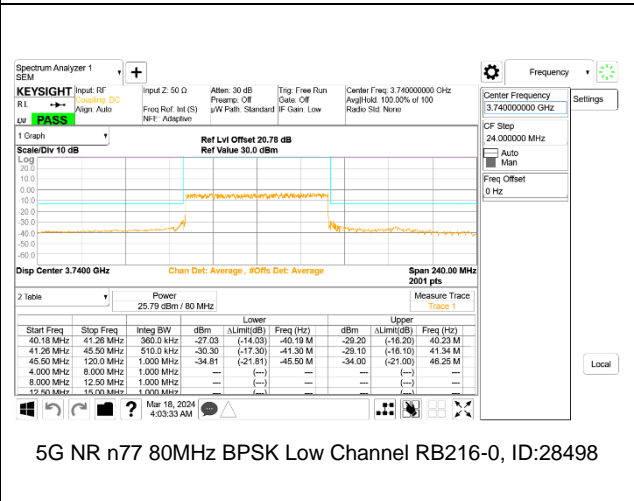 Spectrum Analyzer 1
SEM
Frequency
KEYSIGHT Input: RF Input Z: 50 Ω Atten: 30 dB Trig: Free Run Center Freq: 3.740000000 GHz
RL Coupling: DC Preamp: Off Gate: Off Avg|Hold: 100.00% of 100
Align: Auto Freq Ref: Int (S) µW Path: Standard IF Gain: Low Radio Std: None
NFE: Adaptive
PASS
Center Frequency
3.740000000 GHz
Settings
CF Step
24.000000 MHz
Auto
Man
Freq Offset
0 Hz
1 Graph
Ref Lvl Offset 20.78 dB
Scale/Div 10 dB Ref Value 30.0 dBm
Log
20.0
10.0
0.00
-10.0
-20.0
-30.0
-40.0
-50.0
-60.0
Disp Center 3.7400 GHz Chan Det: Average, #Offs Det: Average Span 240.00 MHz
2001 pts
2 Table Power Measure Trace
25.79 dBm / 80 MHz Trace 1
Lower Upper
Start Freq Stop Freq Integ BW dBm ΔLimit(dB) Freq (Hz) dBm ΔLimit(dB) Freq (Hz)
40.18 MHz 41.26 MHz 360.0 kHz -27.03 (-14.03) -40.19 M -29.20 (-16.20) 40.23 M
41.26 MHz 45.50 MHz 510.0 kHz -30.30 (-17.30) -41.30 M -29.10 (-16.10) 41.34 M
45.50 MHz 120.0 MHz 1.000 MHz -34.81 (-21.81) -45.50 M -34.00 (-21.00) 46.25 M
4.000 MHz 8.000 MHz 1.000 MHz --- (---) --- (---)
8.000 MHz 12.50 MHz 1.000 MHz --- (---) --- (---)
12.50 MHz 15.00 MHz 1.000 MHz --- (---) --- (---)
Local
? Mar 18, 2024
4:03:33 AM
5G NR n77 80MHz BPSK Low Channel RB216-0, ID:28498